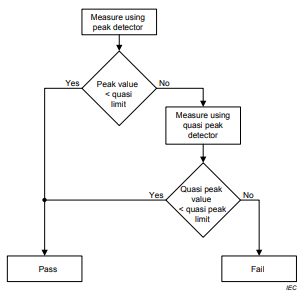 Measure using
peak detector
Yes
Peak value
< quasi
limit
No
Measure using
quasi peak
detector
Yes
Quasi peak
value
< quasi peak
limit
No
Pass
Fail
IEC